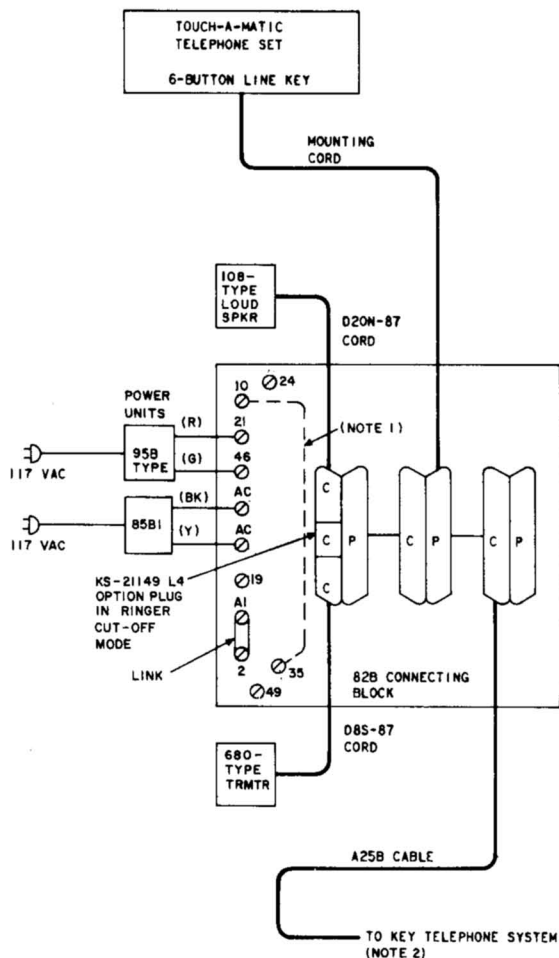 TOUCH-A-MATIC
TELEPHONE SET
6-BUTTON LINE KEY
MOUNTING
CORD
108-
TYPE
LOUD
SPKR
D20N-87
CORD
POWER
UNITS
10
24
(NOTE 1)
(R)
21
95B
TYPE
(G)
46
117 VAC
(BK)
AC
85B1
(Y)
AC
117 VAC
C
C
P
C
P
C
P
C
KS-21149 L4
OPTION PLUG
IN RINGER
CUT-OFF
MODE
19
A1
LINK
2
35
49
82B CONNECTING
BLOCK
D8S-87
CORD
680-
TYPE
TRMTR
A25B CABLE
TO KEY TELEPHONE SYSTEM
(NOTE 2)